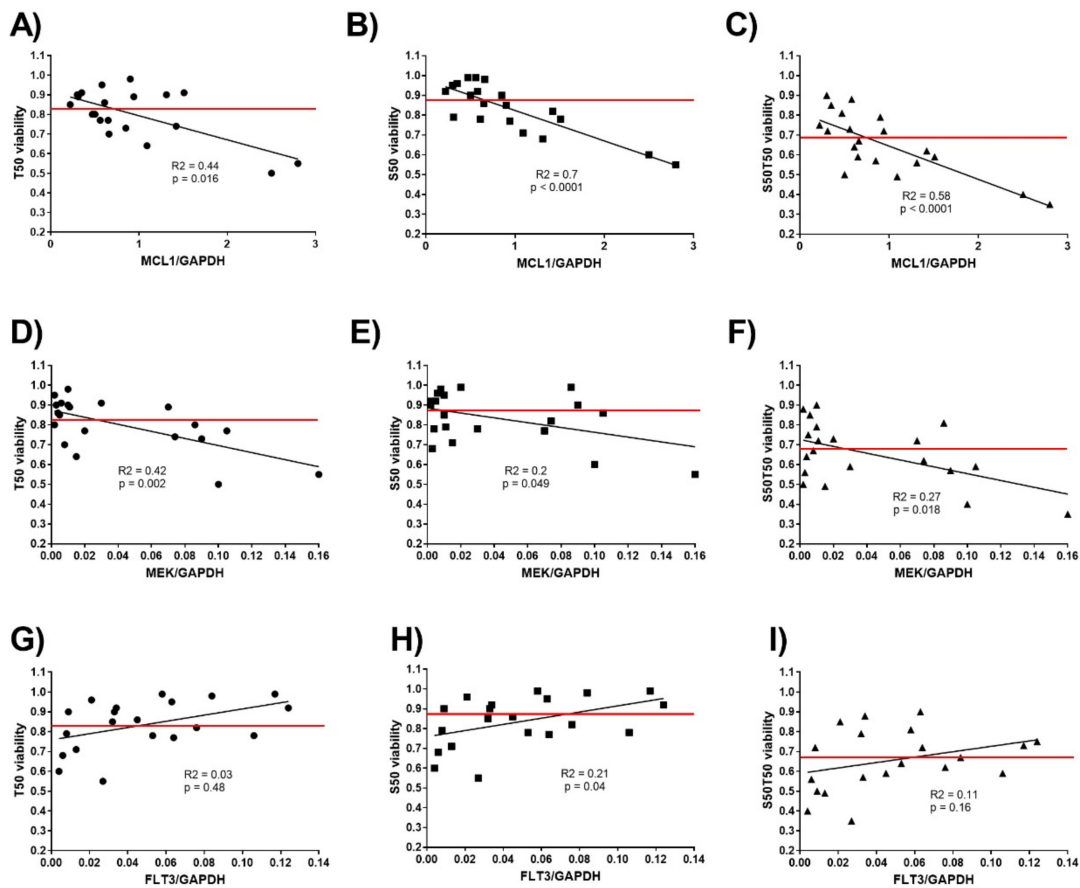 A)
T50 viability
1.1
1.0
0.9
0.8
0.7
0.6
0.5
0.4
0.3
0.2
R2 = 0.44
p = 0.016
0 1 2 3
MCL1/GAPDH
B)
S50 viability
1.1
1.0
0.9
0.8
0.7
0.6
0.5
0.4
0.3
0.2
R2 = 0.7
p < 0.0001
0 1 2 3
MCL1/GAPDH
C)
S50T50 viability
1.1
1.0
0.9
0.8
0.7
0.6
0.5
0.4
0.3
0.2
R2 = 0.58
p < 0.0001
0 1 2 3
MCL1/GAPDH
D)
T50 viability
1.1
1.0
0.9
0.8
0.7
0.6
0.5
0.4
0.3
0.2
R2 = 0.42
p = 0.002
0.00 0.02 0.04 0.06 0.08 0.10 0.12 0.14 0.16
MEK/GAPDH
E)
S50 viability
1.1
1.0
0.9
0.8
0.7
0.6
0.5
0.4
0.3
0.2
R2 = 0.2
p = 0.049
0.00 0.02 0.04 0.06 0.08 0.10 0.12 0.14 0.16
MEK/GAPDH
F)
S50T50 viability
1.1
1.0
0.9
0.8
0.7
0.6
0.5
0.4
0.3
0.2
R2 = 0.27
p = 0.018
0.00 0.02 0.04 0.06 0.08 0.10 0.12 0.14 0.16
MEK/GAPDH
G)
T50 viability
1.1
1.0
0.9
0.8
0.7
0.6
0.5
0.4
0.3
0.2
R2 = 0.03
p = 0.48
0.00 0.02 0.04 0.06 0.08 0.10 0.12 0.14
FLT3/GAPDH
H)
S50 viability
1.1
1.0
0.9
0.8
0.7
0.6
0.5
0.4
0.3
0.2
R2 = 0.21
p = 0.04
0.00 0.02 0.04 0.06 0.08 0.10 0.12 0.14
FLT3/GAPDH
I)
S50T50 viability
1.1
1.0
0.9
0.8
0.7
0.6
0.5
0.4
0.3
0.2
R2 = 0.11
p = 0.16
0.00 0.02 0.04 0.06 0.08 0.10 0.12 0.14
FLT3/GAPDH